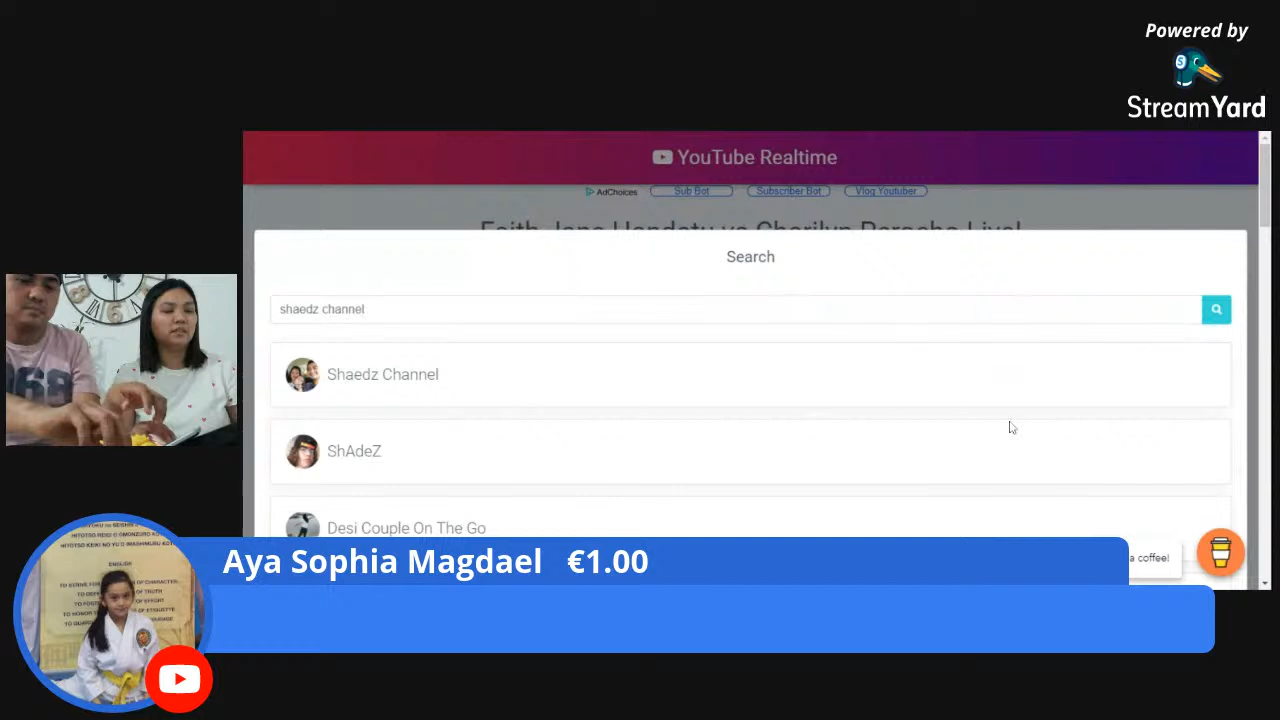 Powered by
StreamYard
YouTube Realtime
AdChoices
Sub Bot
Subscriber Bot
Vlog Youtuber
Search
shaedz channel
Shaedz Channel
ShAdeZ
Desi Couple On The Go
a coffee!
Aya Sophia Magdael €1.00
ENGLISH